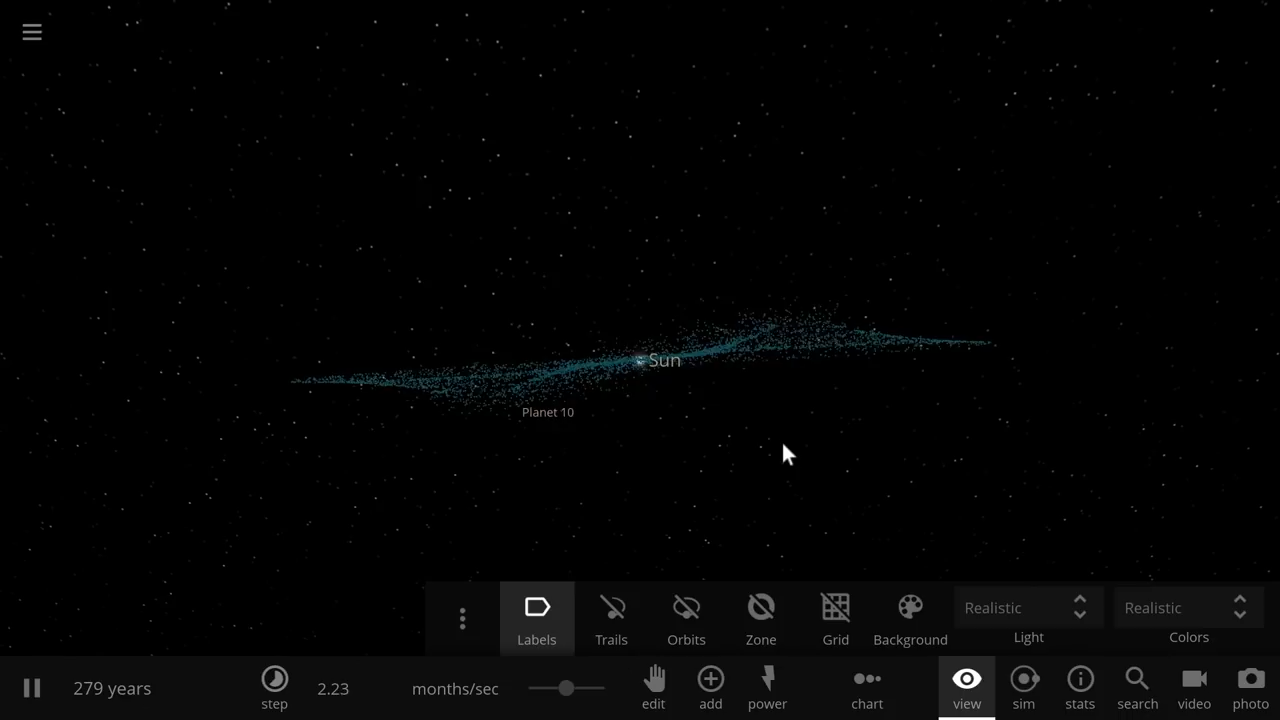 Sun
Planet 10
Labels
Trails
Orbits
Zone
Grid
Background
Realistic
Light
Realistic
Colors
279 years
step
2.23
months/sec
edit
add
power
chart
view
sim
stats
search
video
photo